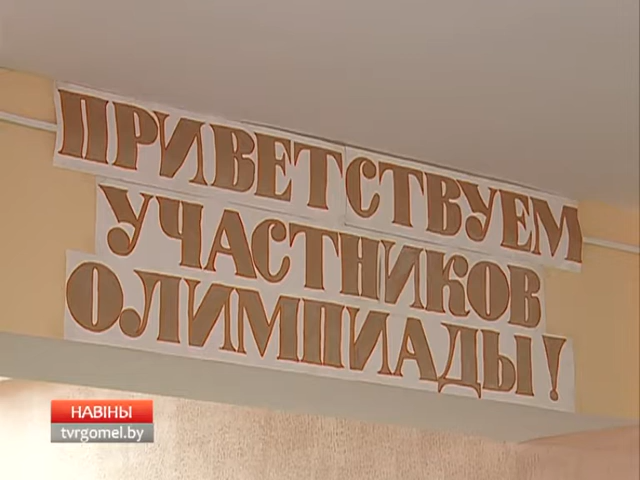 ПРИВЕТСТВУЕМ
УЧАСТНИКОВ
ОЛИМПИАДЫ!
НАВІНЫ
tvrgomel.by